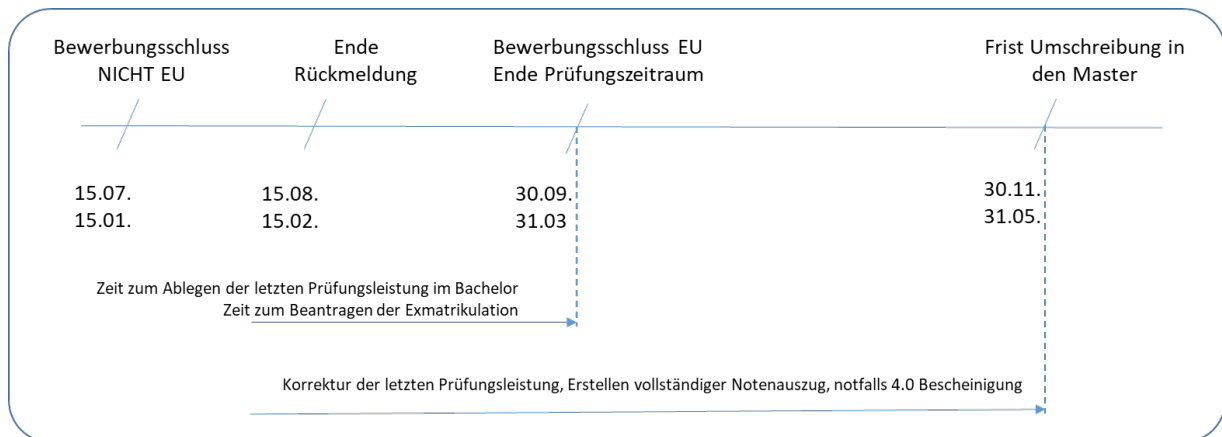 Bewerbungsschluss
NICHT EU
Ende
Rückmeldung
Bewerbungsschluss EU
Ende Prüfungszeitraum
Frist Umschreibung in
den Master
15.07.
15.01.
15.08.
15.02.
30.09.
31.03
30.11.
31.05.
Zeit zum Ablegen der letzten Prüfungsleistung im Bachelor
Zeit zum Beantragen der Exmatrikulation
Korrektur der letzten Prüfungsleistung, Erstellen vollständiger Notenauszug, notfalls 4.0 Bescheinigung